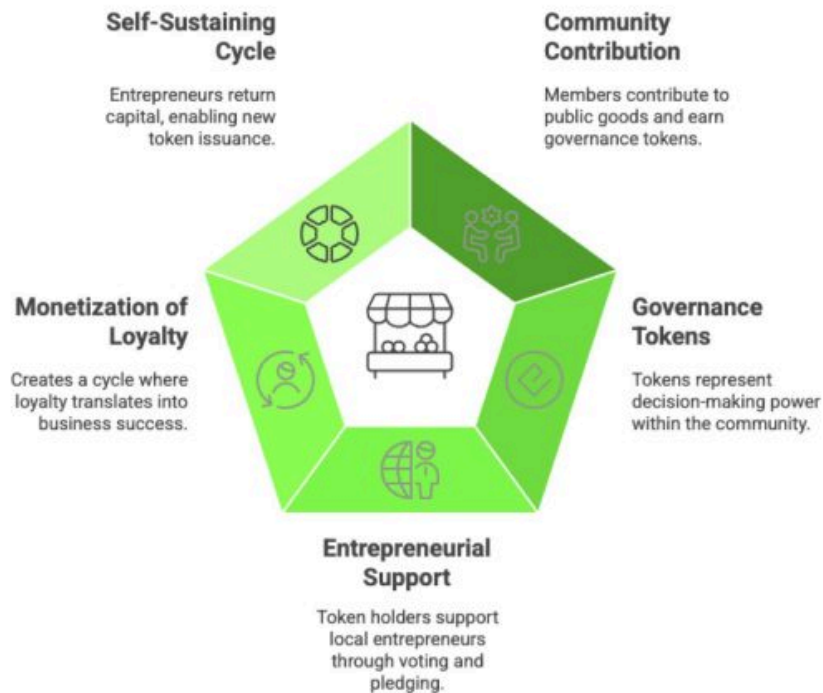 Self-Sustaining
Cycle
Entrepreneurs return
capital, enabling new
token issuance.
Community
Contribution
Members contribute to
public goods and earn
governance tokens.
Monetization of
Loyalty
Creates a cycle where
loyalty translates into
business success.
Governance
Tokens
Tokens represent
decision-making power
within the community.
Entrepreneurial
Support
Token holders support
local entrepreneurs
through voting and
pledging.